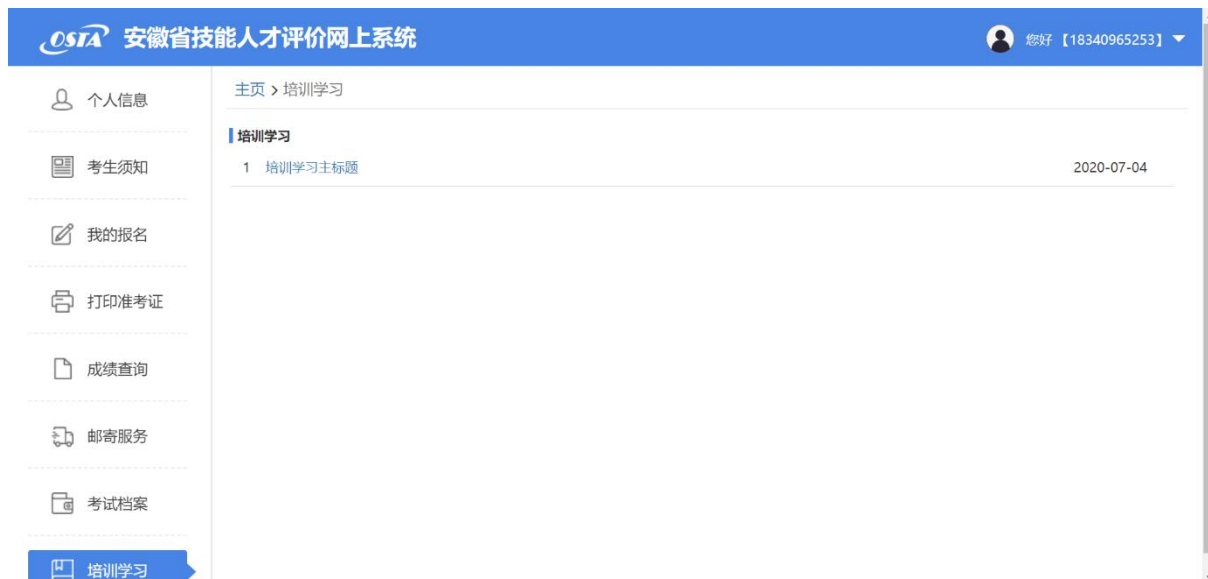 OSTA 安徽省技能人才评价网上系统
您好【18340965253】
个人信息
考生须知
我的报名
打印准考证
成绩查询
邮寄服务
考试档案
培训学习
主页 > 培训学习
培训学习
1 培训学习主标题 2020-07-04